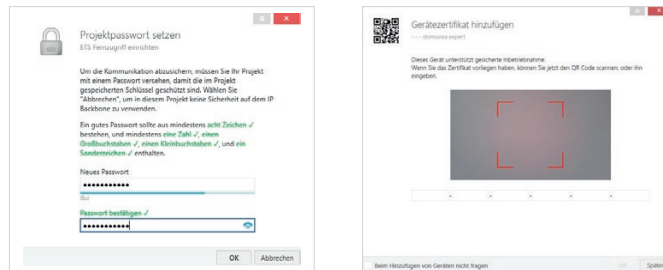 Projektpasswort setzen
ETS Fernzugriff einrichten
Um die Kommunikation abzusichern, müssen Sie Ihr Projekt
mit einem Passwort versehen, damit die im Projekt
gespeicherten Schlüssel geschützt sind. Wählen Sie
"Abbrechen", um in diesem Projekt keine Sicherheit auf dem IP
Backbone zu verwenden.
Ein gutes Passwort sollte aus mindestens acht Zeichen ✓
bestehen, und mindestens eine Zahl ✓, einen
Großbuchstaben ✓, einen Kleinbuchstaben ✓, und ein
Sonderzeichen ✓ enthalten.
Neues Passwort
Gut
Passwort bestätigen ✓
OK Abbrechen
Gerätezertifikat hinzufügen
-.-.- domovea expert
Dieses Gerät unterstützt gesicherte Inbetriebnahme.
Wenn Sie das Zertifikat vorliegen haben, können Sie jetzt den QR Code scannen, oder ihn
eingeben.
Beim Hinzufügen von Geräten nicht fragen
OK Später